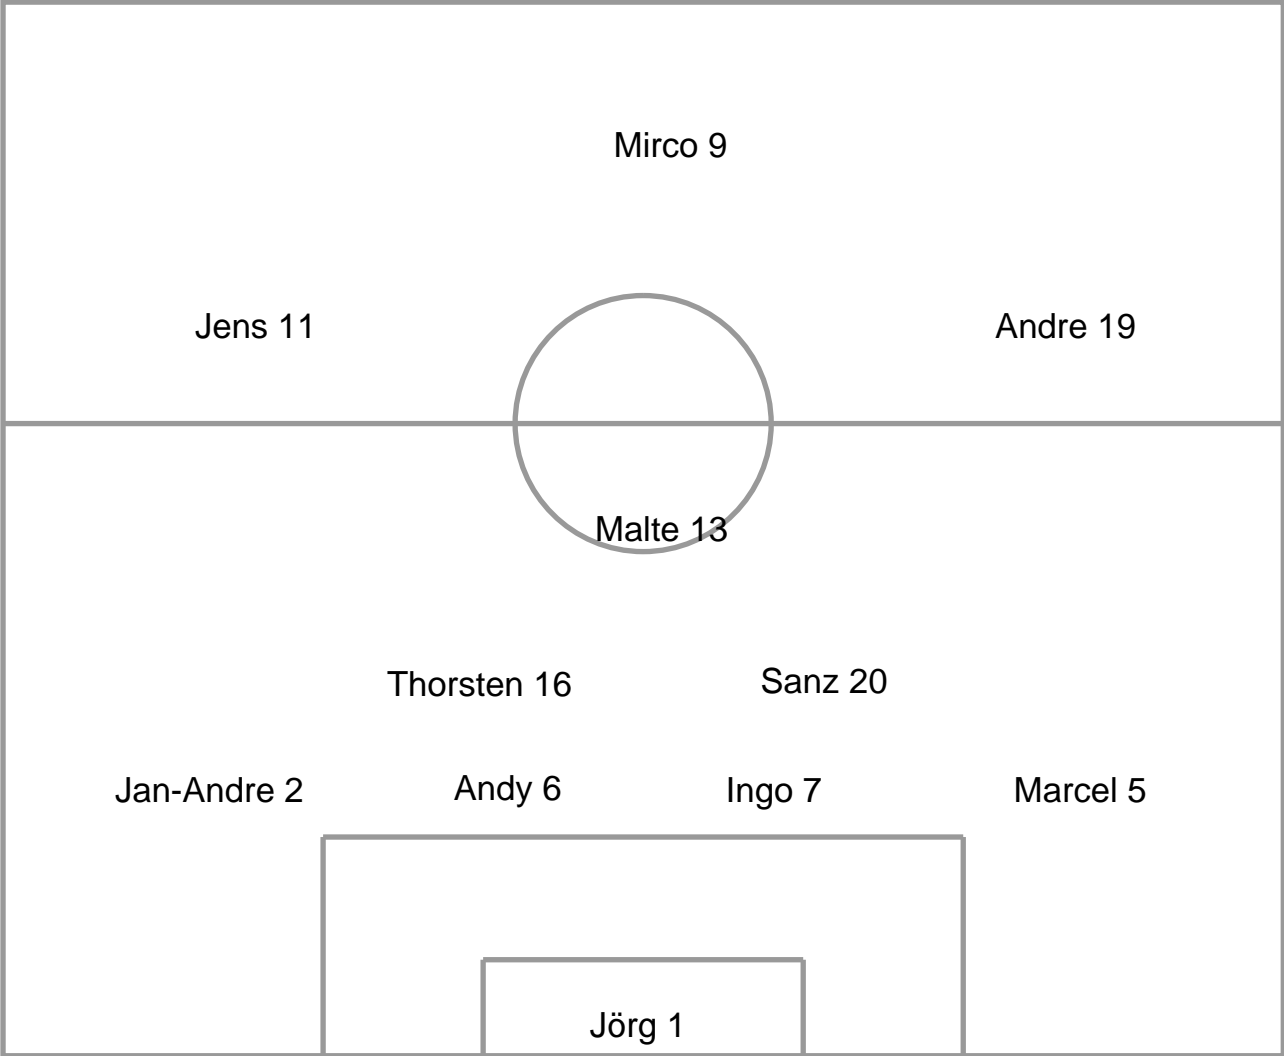 Mirco 9
Jens 11
Andre 19
Malte 13
Thorsten 16
Sanz 20
Jan-Andre 2
Andy 6
Ingo 7
Marcel 5
Jörg 1